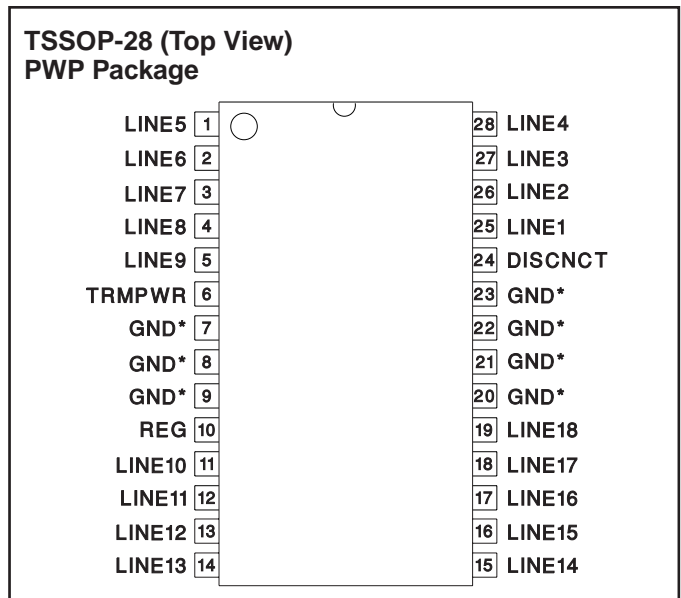 TSSOP-28 (Top View)
PWP Package
LINE5 1 28 LINE4
LINE6 2 27 LINE3
LINE7 3 26 LINE2
LINE8 4 25 LINE1
LINE9 5 24 DISCNCT
TRMPWR 6 23 GND*
GND* 7 22 GND*
GND* 8 21 GND*
GND* 9 20 GND*
REG 10 19 LINE18
LINE10 11 18 LINE17
LINE11 12 17 LINE16
LINE12 13 16 LINE15
LINE13 14 15 LINE14